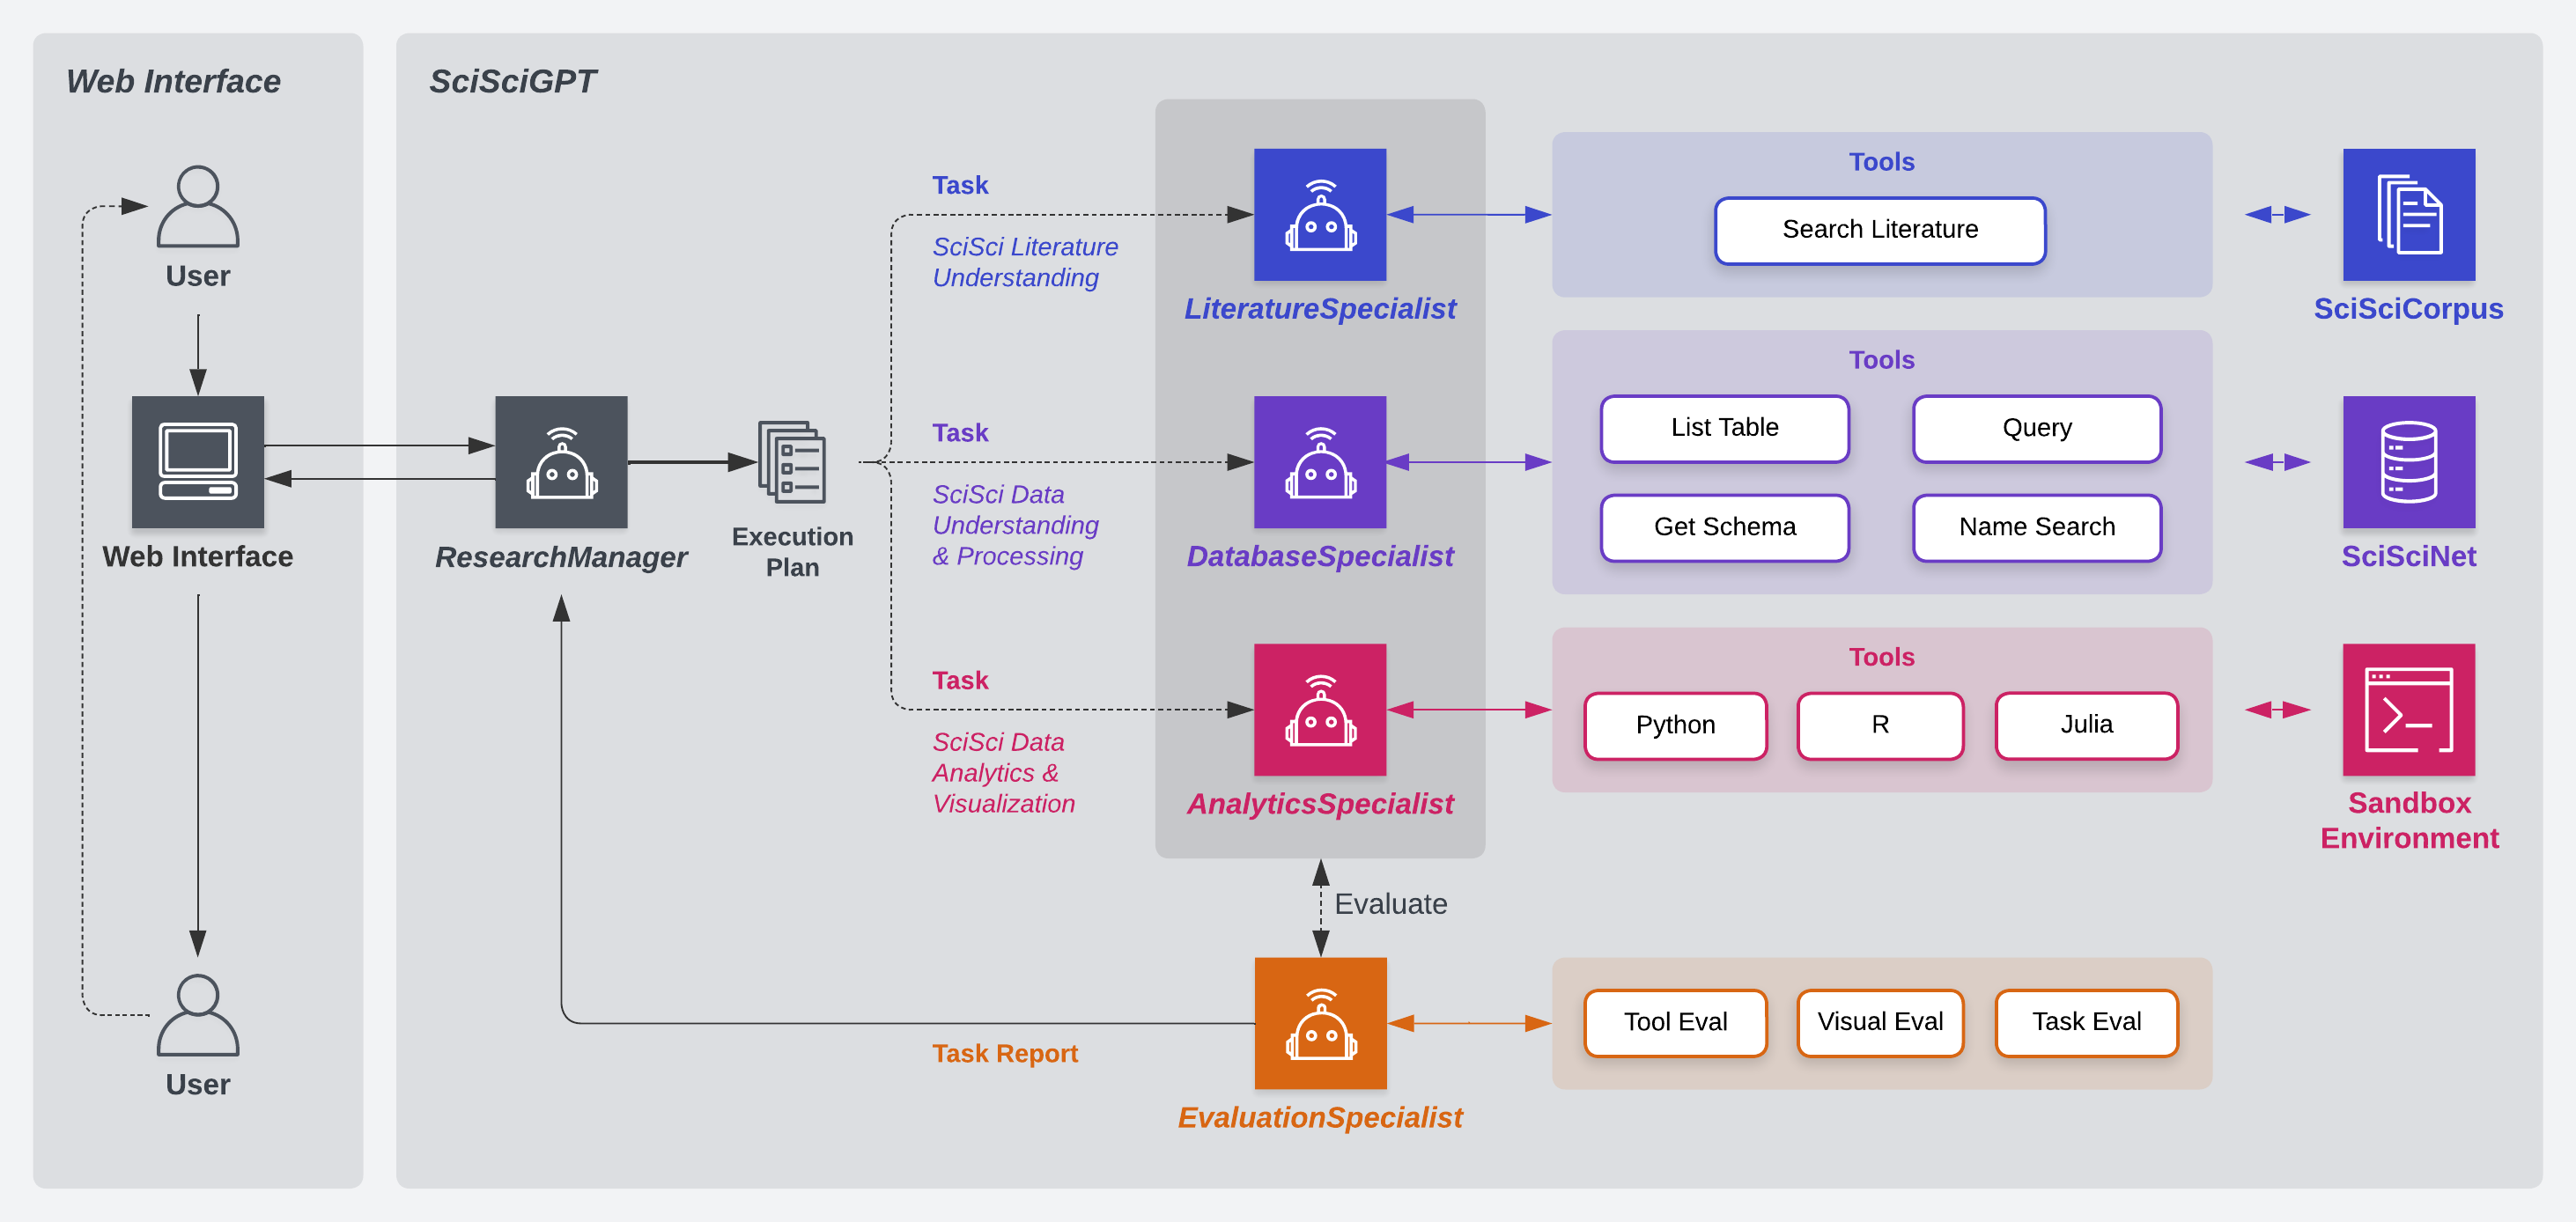 Web Interface
User
Web Interface
User
SciSciGPT
ResearchManager
Execution
Plan
Task
SciSci Literature
Understanding
Task
SciSci Data
Understanding
& Processing
Task
SciSci Data
Analytics &
Visualization
LiteratureSpecialist
DatabaseSpecialist
AnalyticsSpecialist
Evaluate
Task Report
EvaluationSpecialist
Tools
Search Literature
Tools
List Table
Query
Get Schema
Name Search
Tools
Python
R
Julia
Tool Eval
Visual Eval
Task Eval
SciSciCorpus
SciSciNet
Sandbox
Environment